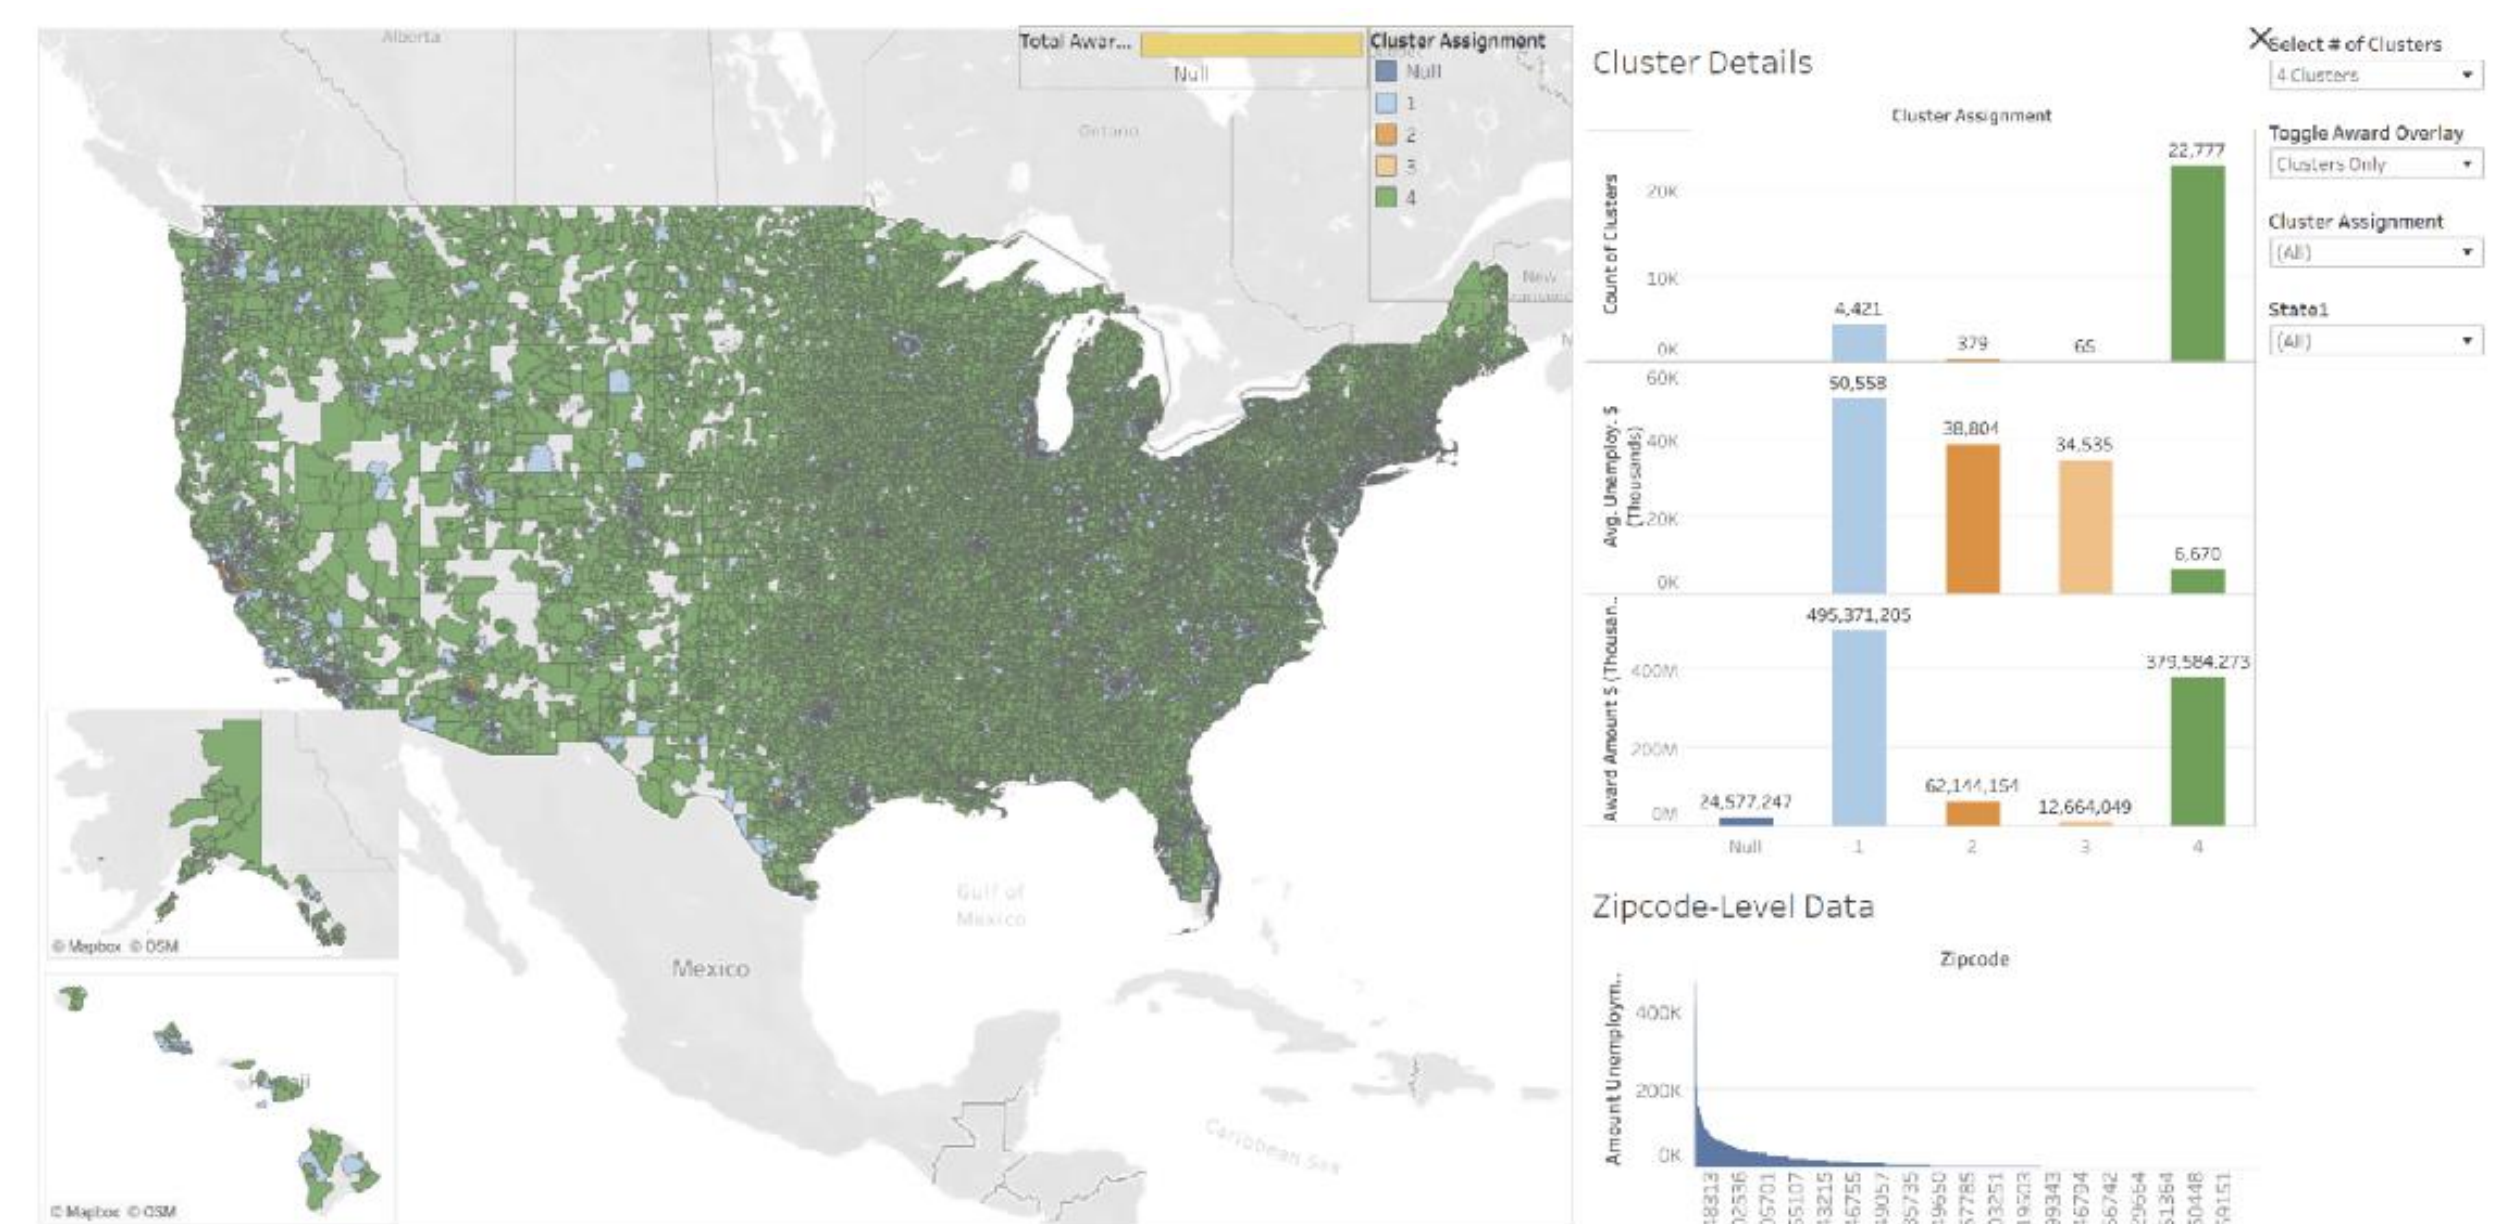 Alberta
Ontario
New
Total Awar...
Null
Cluster Assignment
Null
1
2
3
4
Mexico
Gulf of
Mexico
Caribbean Sea
© Mapbox © OSM
© Mapbox © OSM
Cluster Details
Cluster Assignment
Count of Clusters
20K
10K
0K
4,421
379
65
22,777
Avg. Unemploy. $
(Thousands)
60K
40K
20K
0K
50,558
38,804
34,535
6,670
Award Amount $ (Thousan..
400M
200M
0M
24,577,247
495,371,205
62,144,154
12,664,049
379,584,273
Null
1
2
3
4
Select # of Clusters
4 Clusters
Toggle Award Overlay
Clusters Only
Cluster Assignment
(All)
State1
(All)
Zipcode-Level Data
Zipcode
Amount Unemploym..
400K
200K
0K